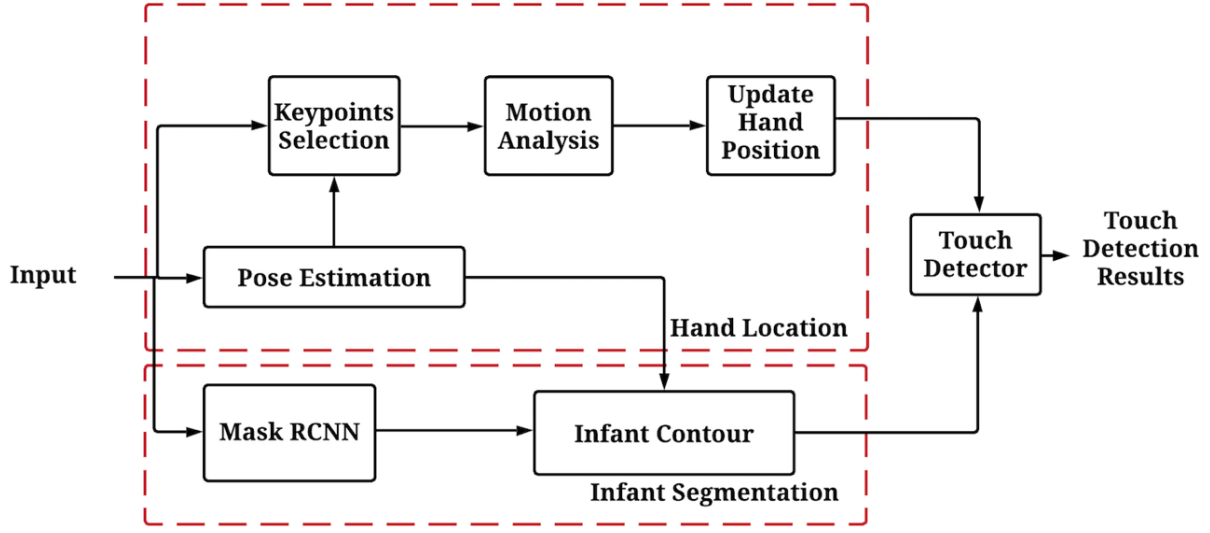 Keypoints
Selection
Motion
Analysis
Update
Hand
Position
Input
Pose Estimation
Touch
Detector
Touch
Detection
Results
Hand Location
Mask RCNN
Infant Contour
Infant Segmentation